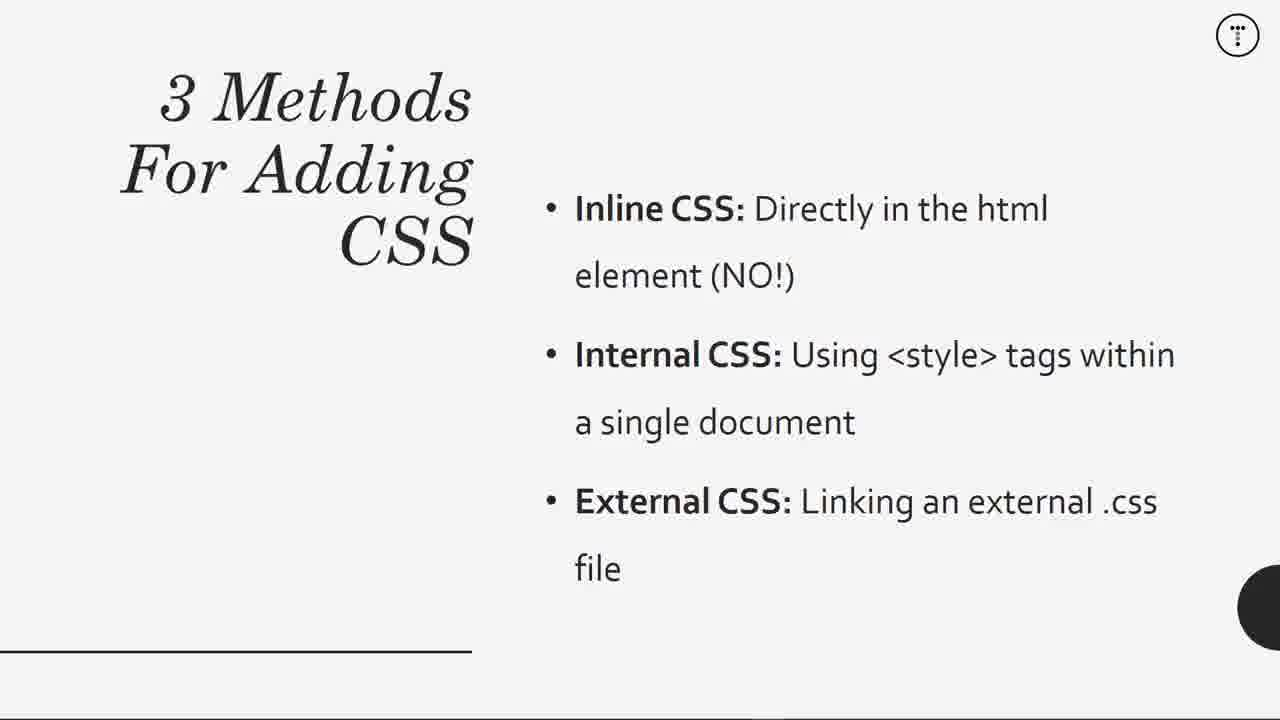 3 Methods
For Adding
CSS
• Inline CSS: Directly in the html
element (NO!)
• Internal CSS: Using <style> tags within
a single document
• External CSS: Linking an external .css
file